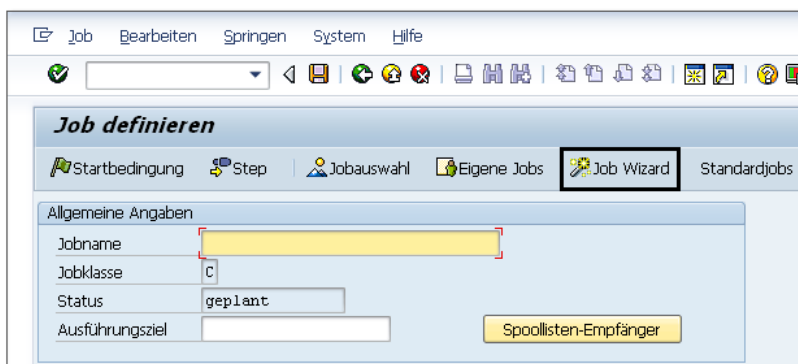 Job Bearbeiten Springen System Hilfe
Job definieren
Startbedingung Step Jobauswahl Eigene Jobs Job Wizard Standardjobs
Allgemeine Angaben
Jobname
Jobklasse C
Status geplant
Ausführungsziel Spoollisten-Empfänger